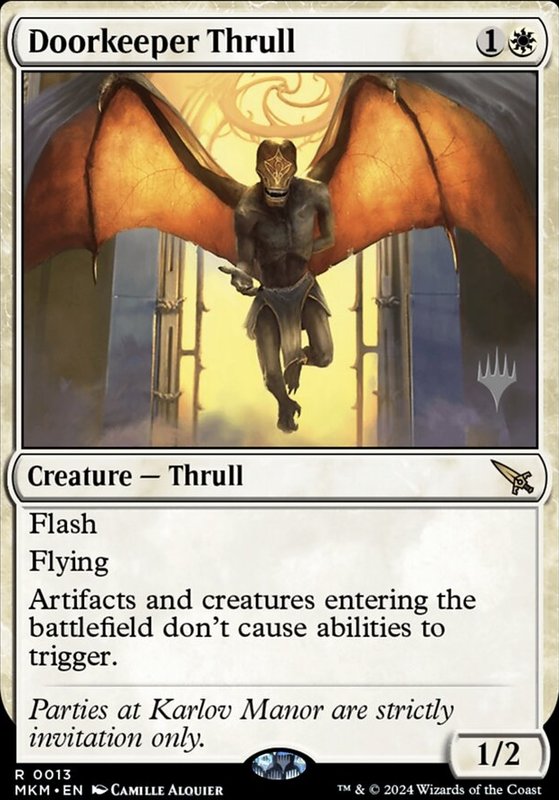 Doorkeeper Thrull 1
Creature — Thrull
Flash
Flying
Artifacts and creatures entering the
battlefield don't cause abilities to
trigger.
Parties at Karlov Manor are strictly
invitation only.
1/2
R 0013
MKM • EN Camille Alquier ™ & © 2024 Wizards of the Coast